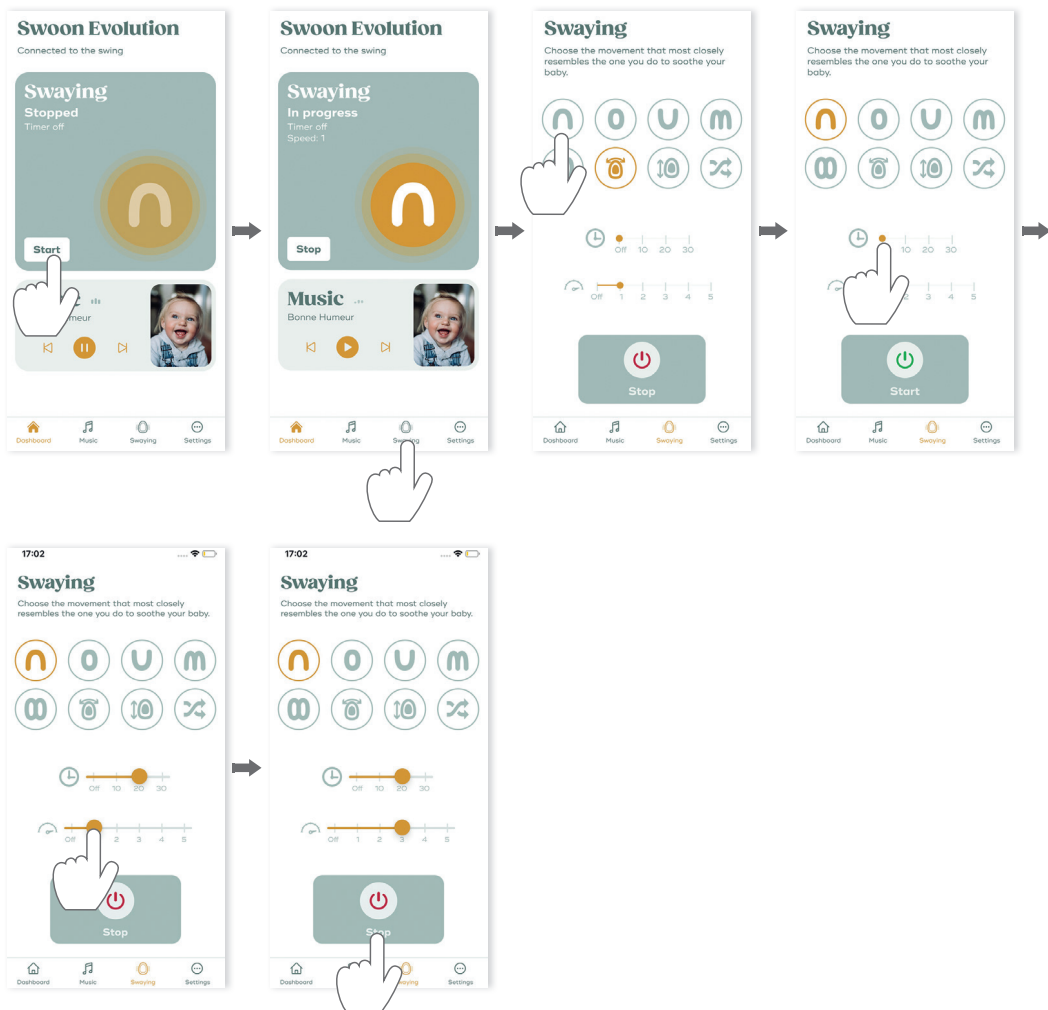 Swoon Evolution
Connected to the swing
Swaying
Stopped
Timer off
Start
meur
Dashboard Music Swaying Settings
Swoon Evolution
Connected to the swing
Swaying
In progress
Timer off
Speed: 1
Stop
Music
Bonne Humeur
Dashboard Music Swaying Settings
Swaying
Choose the movement that most closely
resembles the one you do to soothe your
baby.
Off 10 20 30
Off 1 2 3 4 5
Stop
Dashboard Music Swaying Settings
Swaying
Choose the movement that most closely
resembles the one you do to soothe your
baby.
10 20 30
2 3 4 5
Start
Dashboard Music Swaying Settings
17:02
Swaying
Choose the movement that most closely
resembles the one you do to soothe your baby.
Off 10 20 30
Off 2 3 4 5
Stop
Dashboard Music Swaying Settings
17:02
Swaying
Choose the movement that most closely
resembles the one you do to soothe your baby.
Off 10 20 30
Off 1 2 3 4 5
Stop
Dashboard Settings